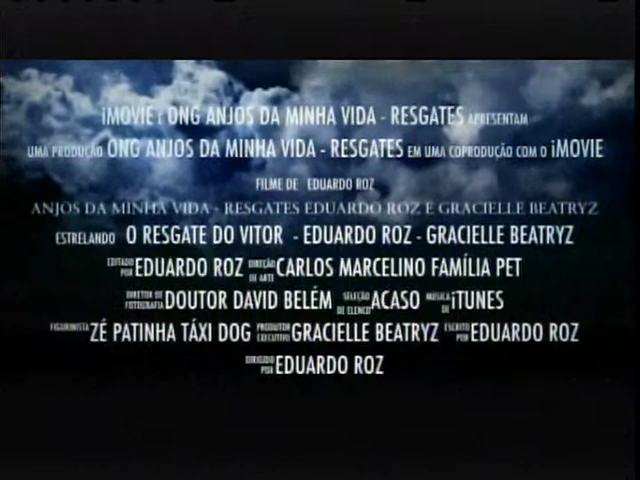 iMOVIE E ONG ANJOS DA MINHA VIDA - RESGATES APRESENTAM
UMA PRODUÇÃO ONG ANJOS DA MINHA VIDA - RESGATES EM UMA COPRODUÇÃO COM O iMOVIE
FILME DE EDUARDO ROZ
ANJOS DA MINHA VIDA - RESGATES EDUARDO ROZ E GRACIELLE BEATRYZ
ESTRELANDO O RESGATE DO VITOR - EDUARDO ROZ - GRACIELLE BEATRYZ
EDITADO POR EDUARDO ROZ DIREÇÃO DE ARTE CARLOS MARCELINO FAMÍLIA PET
DIRETOR DE FOTOGRAFIA DOUTOR DAVID BELÉM SELEÇÃO DE ELENCO ACASO MÚSICA DE iTUNES
FIGURINISTA ZÉ PATINHA TÁXI DOG PRODUTOR EXECUTIVO GRACIELLE BEATRYZ ESCRITO POR EDUARDO ROZ
DIRIGIDO POR EDUARDO ROZ